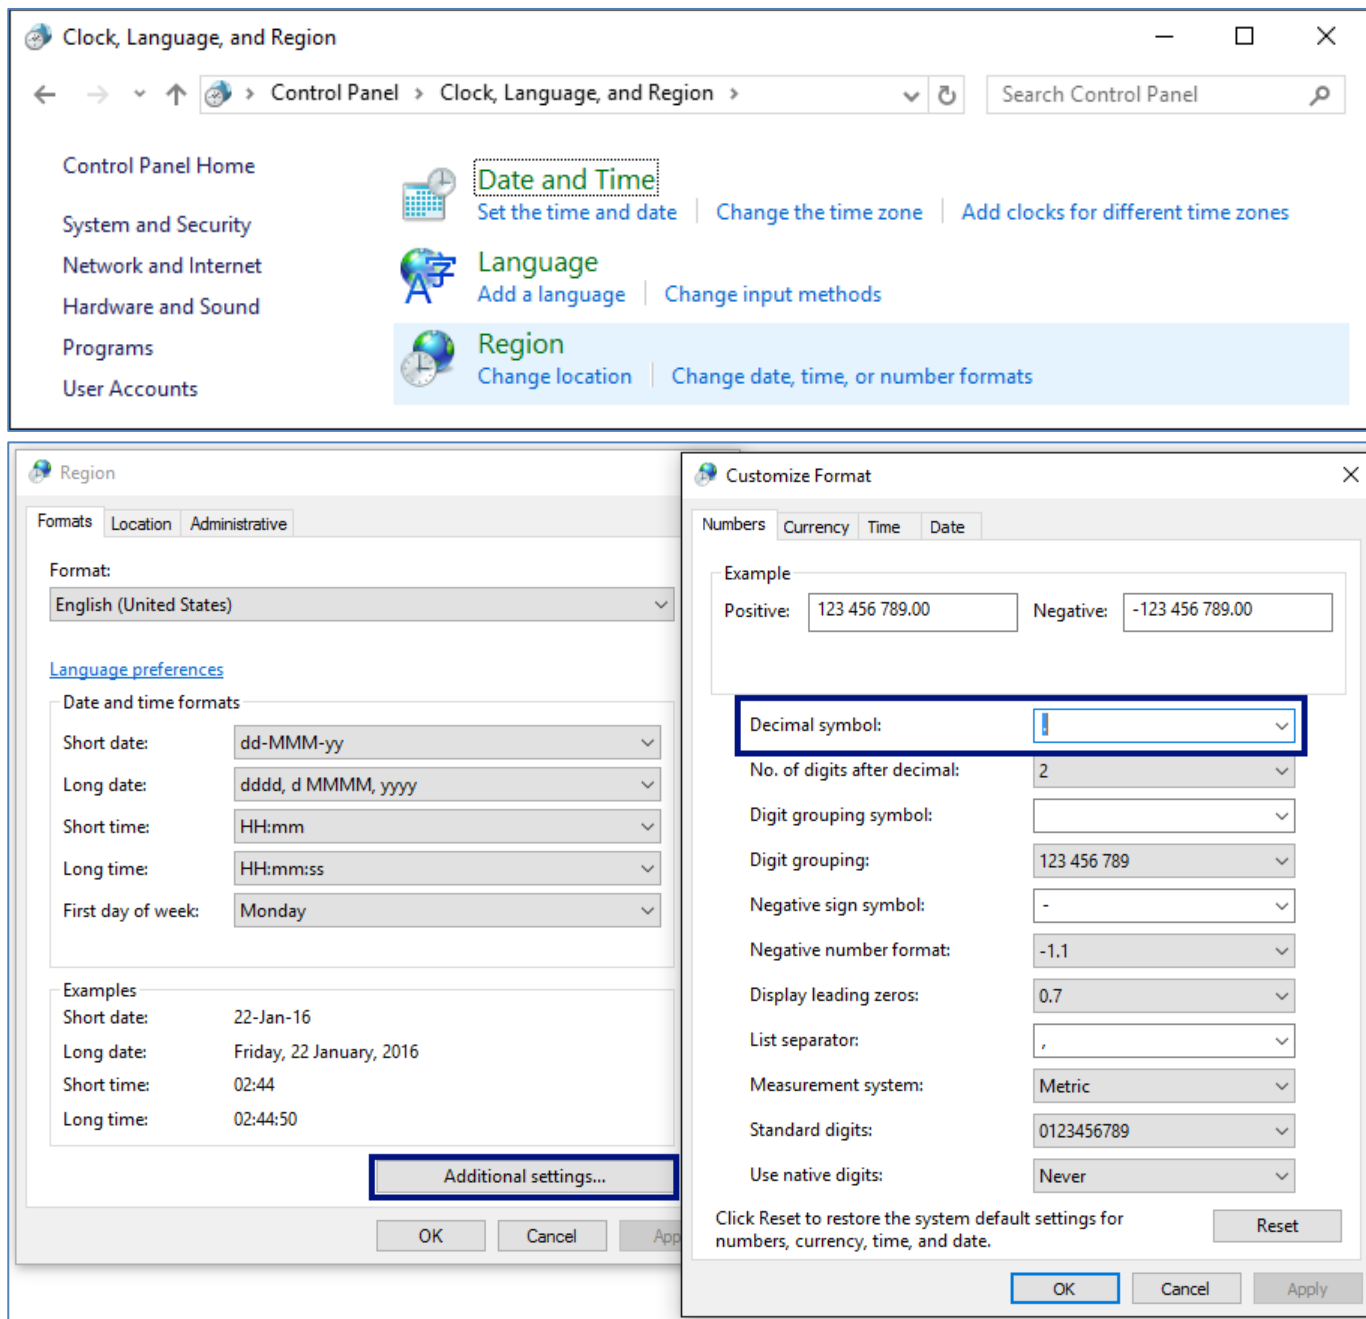 Clock, Language, and Region
Control Panel > Clock, Language, and Region >
Search Control Panel
Control Panel Home
System and Security
Network and Internet
Hardware and Sound
Programs
User Accounts
Date and Time
Set the time and date | Change the time zone | Add clocks for different time zones
Language
Add a language | Change input methods
Region
Change location | Change date, time, or number formats
Region
Formats Location Administrative
Format:
English (United States)
Language preferences
Date and time formats
Short date: dd-MMM-yy
Long date: dddd, d MMMM, yyyy
Short time: HH:mm
Long time: HH:mm:ss
First day of week: Monday
Examples
Short date: 22-Jan-16
Long date: Friday, 22 January, 2016
Short time: 02:44
Long time: 02:44:50
Additional settings...
OK Cancel App
Customize Format
Numbers Currency Time Date
Example
Positive: 123 456 789.00 Negative: -123 456 789.00
Decimal symbol: .
No. of digits after decimal: 2
Digit grouping symbol:
Digit grouping: 123 456 789
Negative sign symbol: -
Negative number format: -1.1
Display leading zeros: 0.7
List separator: ,
Measurement system: Metric
Standard digits: 0123456789
Use native digits: Never
Click Reset to restore the system default settings for
numbers, currency, time, and date.
Reset
OK Cancel Apply